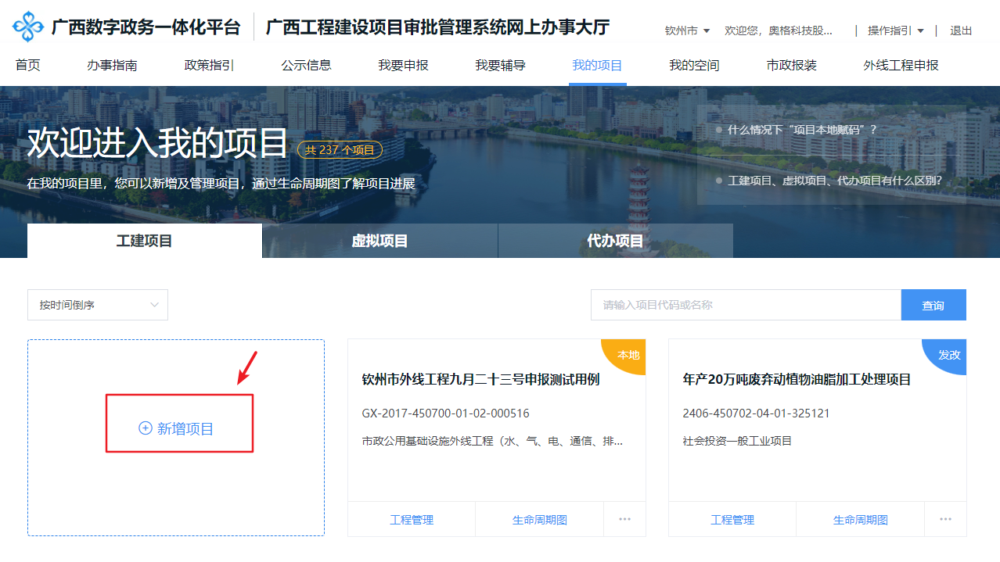 广西数字政务一体化平台 | 广西工程建设项目审批管理系统网上办事大厅
钦州市 欢迎您，奥格科技股... | 操作指引 | 退出
首页 办事指南 政策指引 公示信息 我要申报 我要辅导 我的项目 我的空间 市政报装 外线工程申报
欢迎进入我的项目 共 237 个项目
在我的项目里，您可以新增及管理项目，通过生命周期图了解项目进展
什么情况下“项目本地赋码”？
工建项目、虚拟项目、代办项目有什么区别?
工建项目 虚拟项目 代办项目
按时间倒序 请输入项目代码或名称 查询
新增项目
本地
钦州市外线工程九月二十三号申报测试用例
GX-2017-450700-01-02-000516
市政公用基础设施外线工程（水、气、电、通信、排...
工程管理 生命周期图 ...
发改
年产20万吨废弃动植物油脂加工处理项目
2406-450702-04-01-325121
社会投资一般工业项目
工程管理 生命周期图 ...